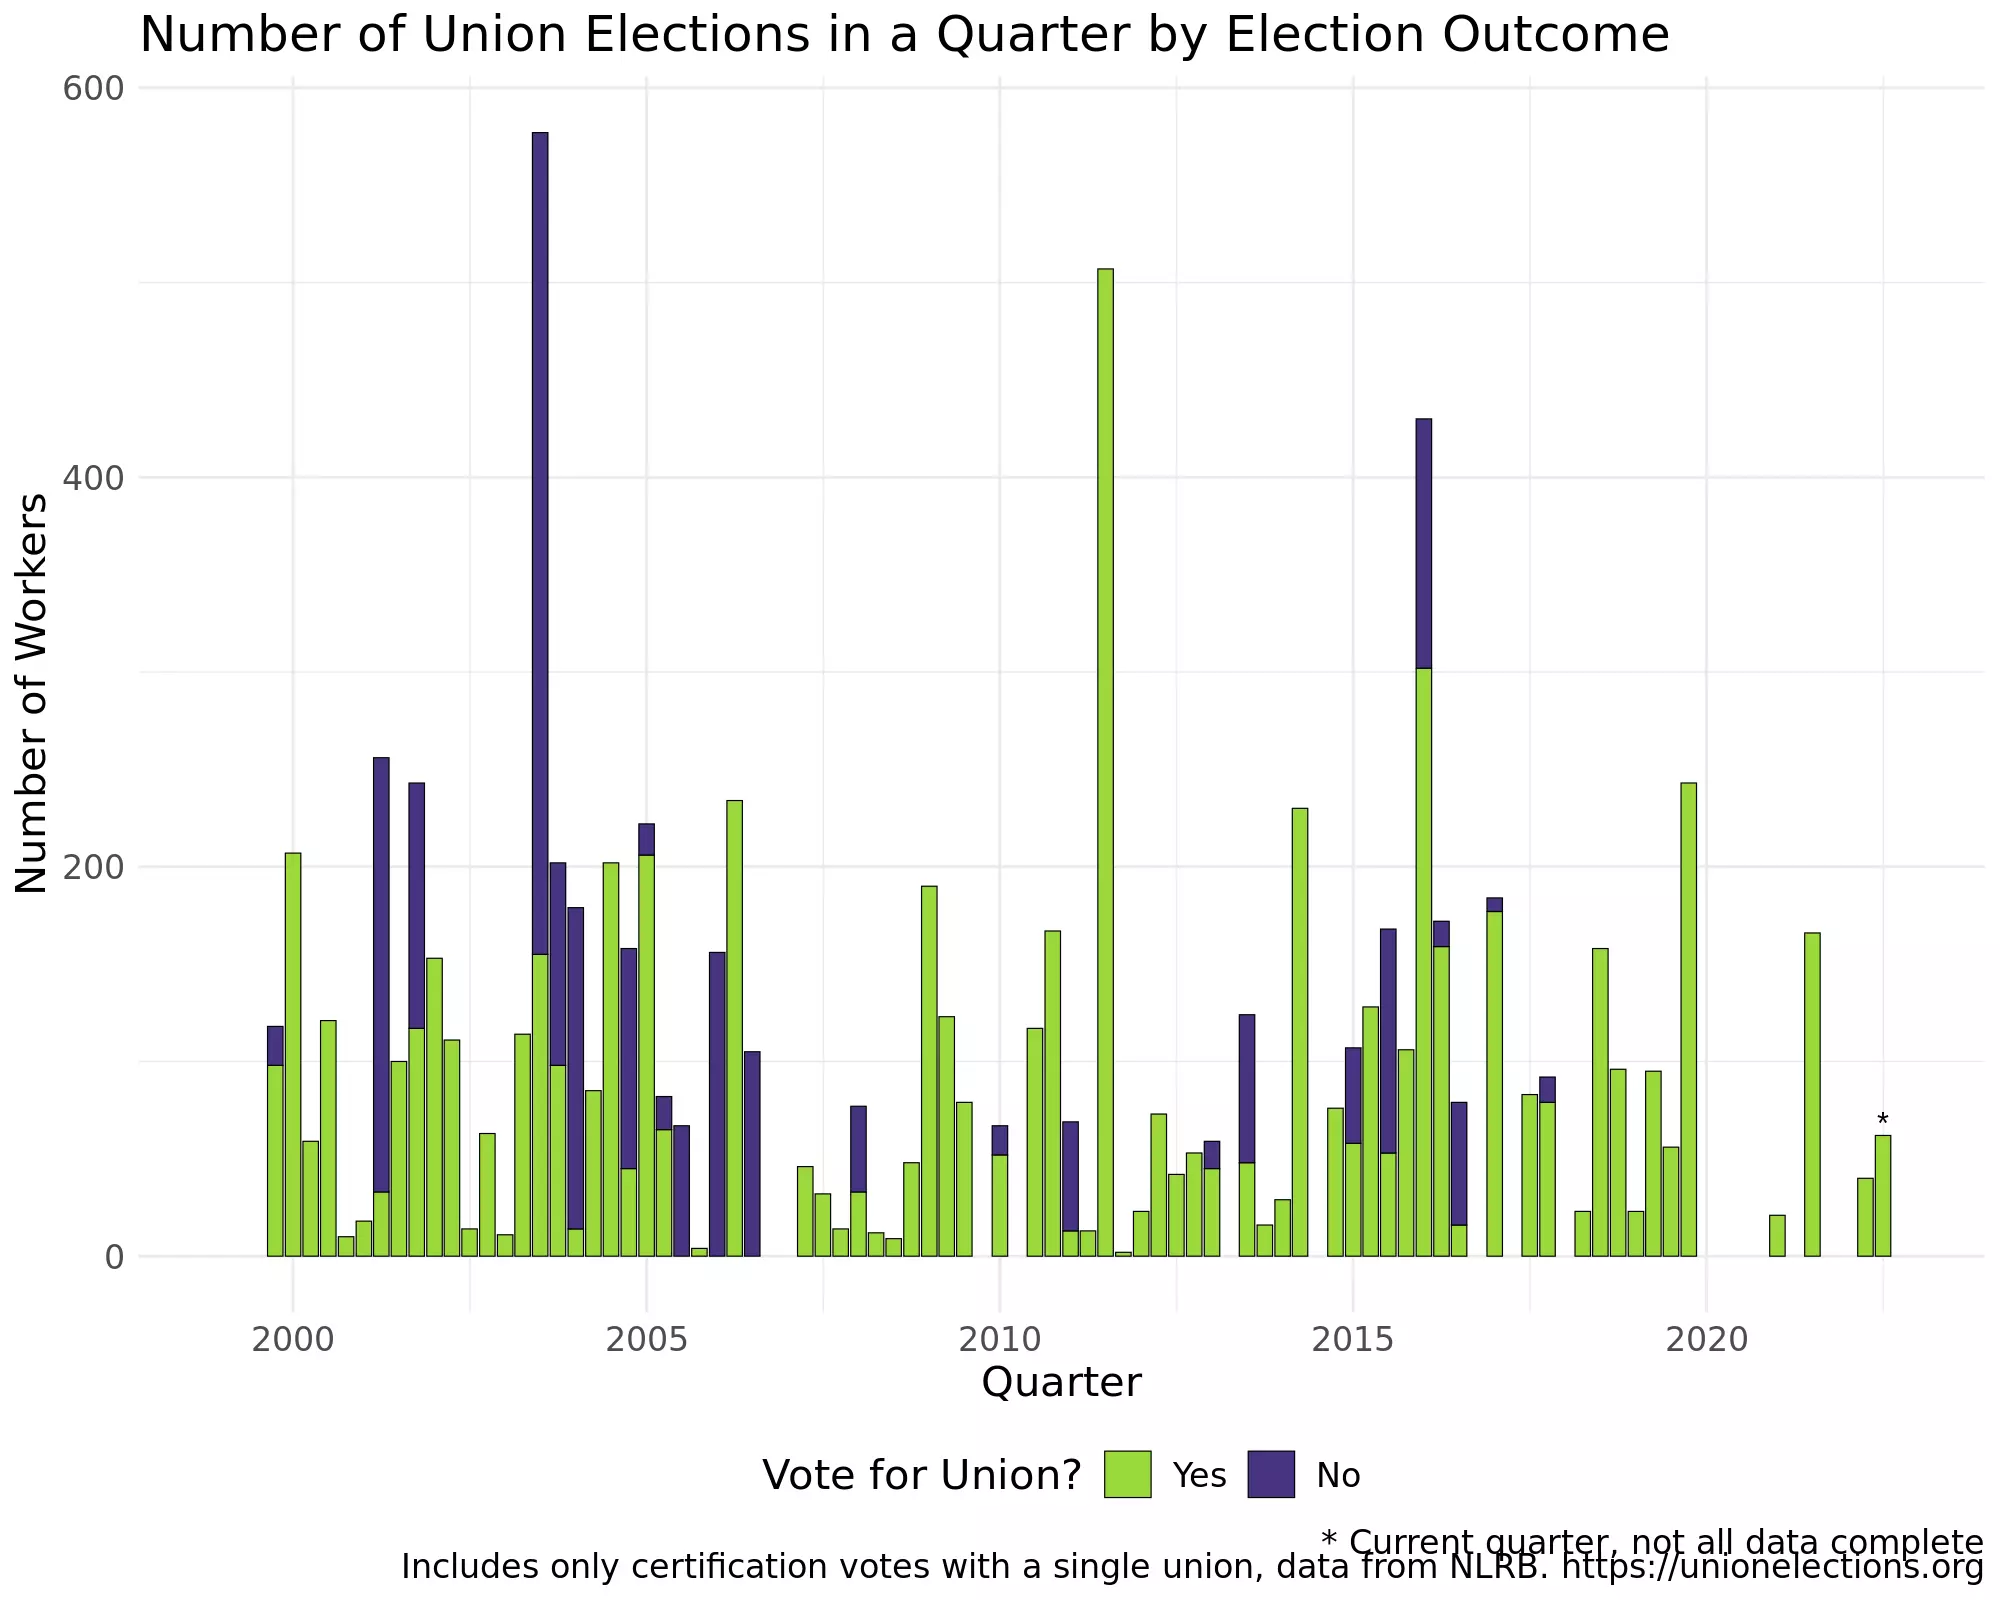 Number of Union Elections in a Quarter by Election Outcome
600
400
200
0
Number of Workers
*
2000 2005 2010 2015 2020
Quarter
Vote for Union? Yes No
* Current quarter, not all data complete
Includes only certification votes with a single union, data from NLRB. https://unionelections.org